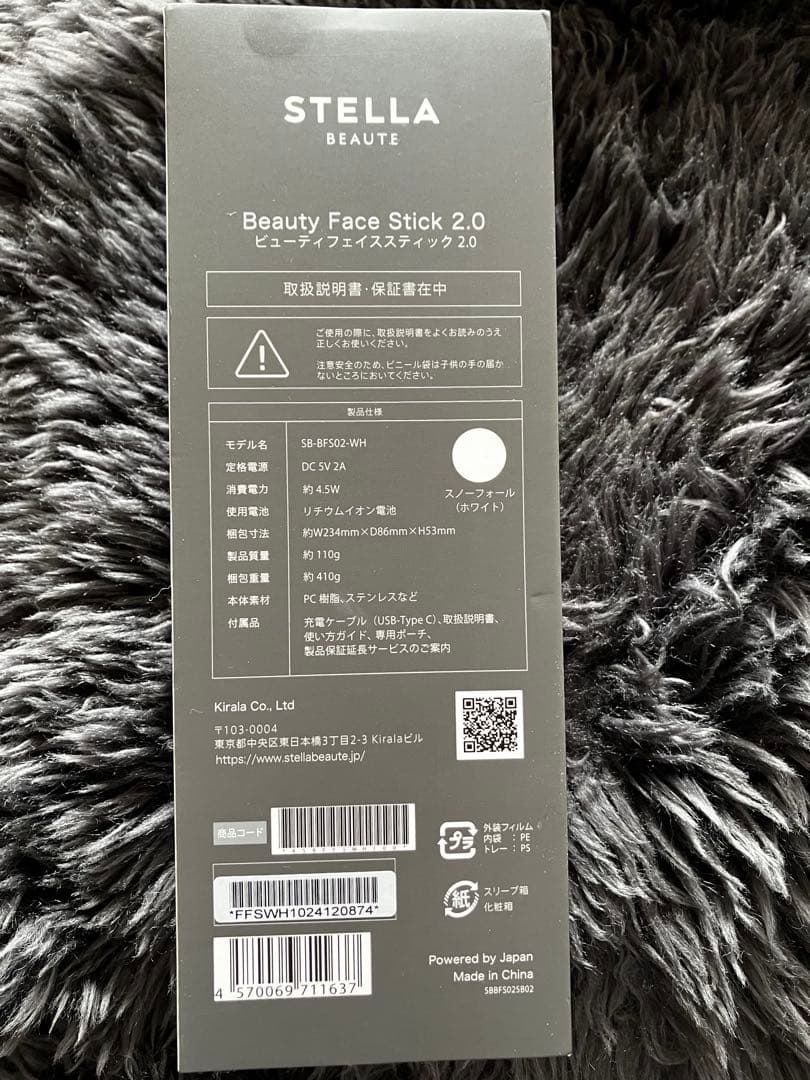 STELLA
BEAUTE
Beauty Face Stick 2.0
ビューティフェイススティック 2.0
取扱説明書・保証書在中
ご使用の際に、取扱説明書をよくお読みのうえ
正しくお使いください。
注意安全のため、ビニール袋は子供の手の届か
ないところにおいてください。
製品仕様
モデル名 SB-BFS02-WH
定格電源 DC 5V 2A
消費電力 約 4.5W
使用電池 リチウムイオン電池
スノーフォール
（ホワイト）
梱包寸法 約W234mm×D86mm×H53mm
製品質量 約 110g
梱包重量 約 410g
本体素材 PC 樹脂、ステンレスなど
付属品 充電ケーブル（USB-Type C）、取扱説明書、
使い方ガイド、専用ポーチ、
製品保証延長サービスのご案内
Kirala Co., Ltd
〒103-0004
東京都中央区東日本橋3丁目2-3 Kiralaビル
https://www.stellabeaute.jp/
商品コード
プラ
外装フィルム
内袋 ： PE
トレー ： PS
*FFSWH1024120874*
紙
スリーブ箱
化粧箱
4 570069 711637
Powered by Japan
Made in China
SBBFS02SB02